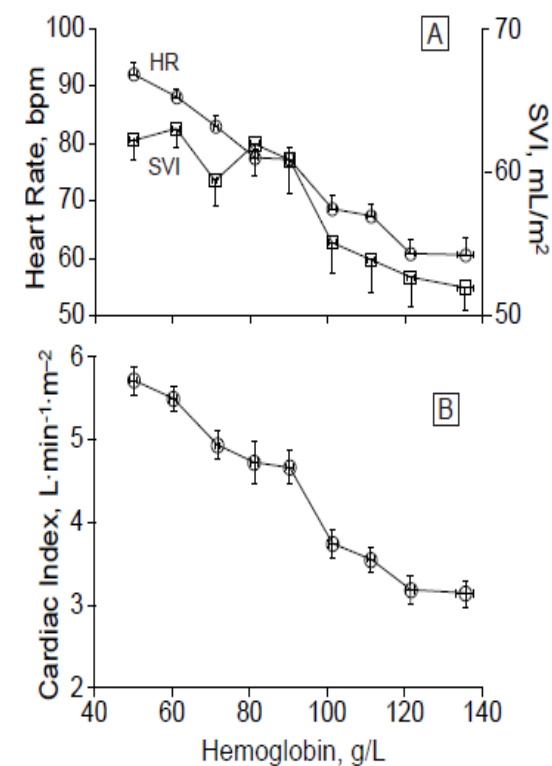 A
Heart Rate, bpm
100
90
80
70
60
50
HR
SVI
SVI, mL/m²
70
60
50
B
Cardiac Index, L·min⁻¹·m⁻²
6
5
4
3
2
40 60 80 100 120 140
Hemoglobin, g/L